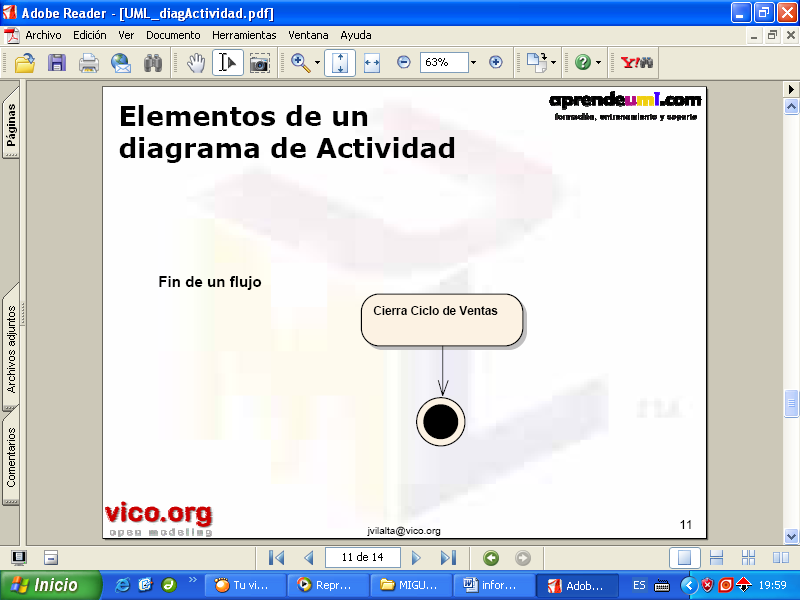 Adobe Reader - [UML_diagActividad.pdf]
Archivo Edición Ver Documento Herramientas Ventana Ayuda
63%
Y!
Páginas
Archivos adjuntos
Comentarios
Elementos de un
diagrama de Actividad
aprendeuml.com
formación, entrenamiento y soporte
Fin de un flujo
Cierra Ciclo de Ventas
vico.org
open modeling
jvilalta@vico.org
11
11 de 14
Inicio
Tu vi...
Repr...
MIGU...
infor...
Adob...
ES
19:59